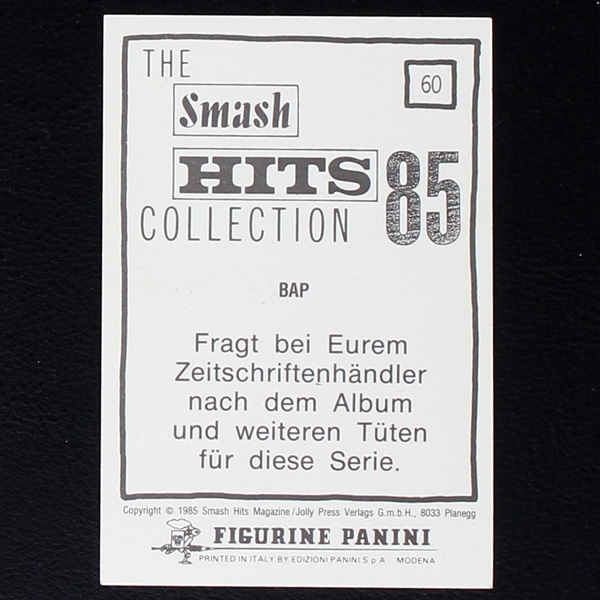 THE
60
Smash
HITS
85
COLLECTION
BAP
Fragt bei Eurem
Zeitschriftenhändler
nach dem Album
und weiteren Tüten
für diese Serie.
Copyright © 1985 Smash Hits Magazine/Jolly Press Verlags G.m.b.H., 8033 Planegg
FIGURINE PANINI
PRINTED IN ITALY BY EDIZIONI PANINI S p A MODENA